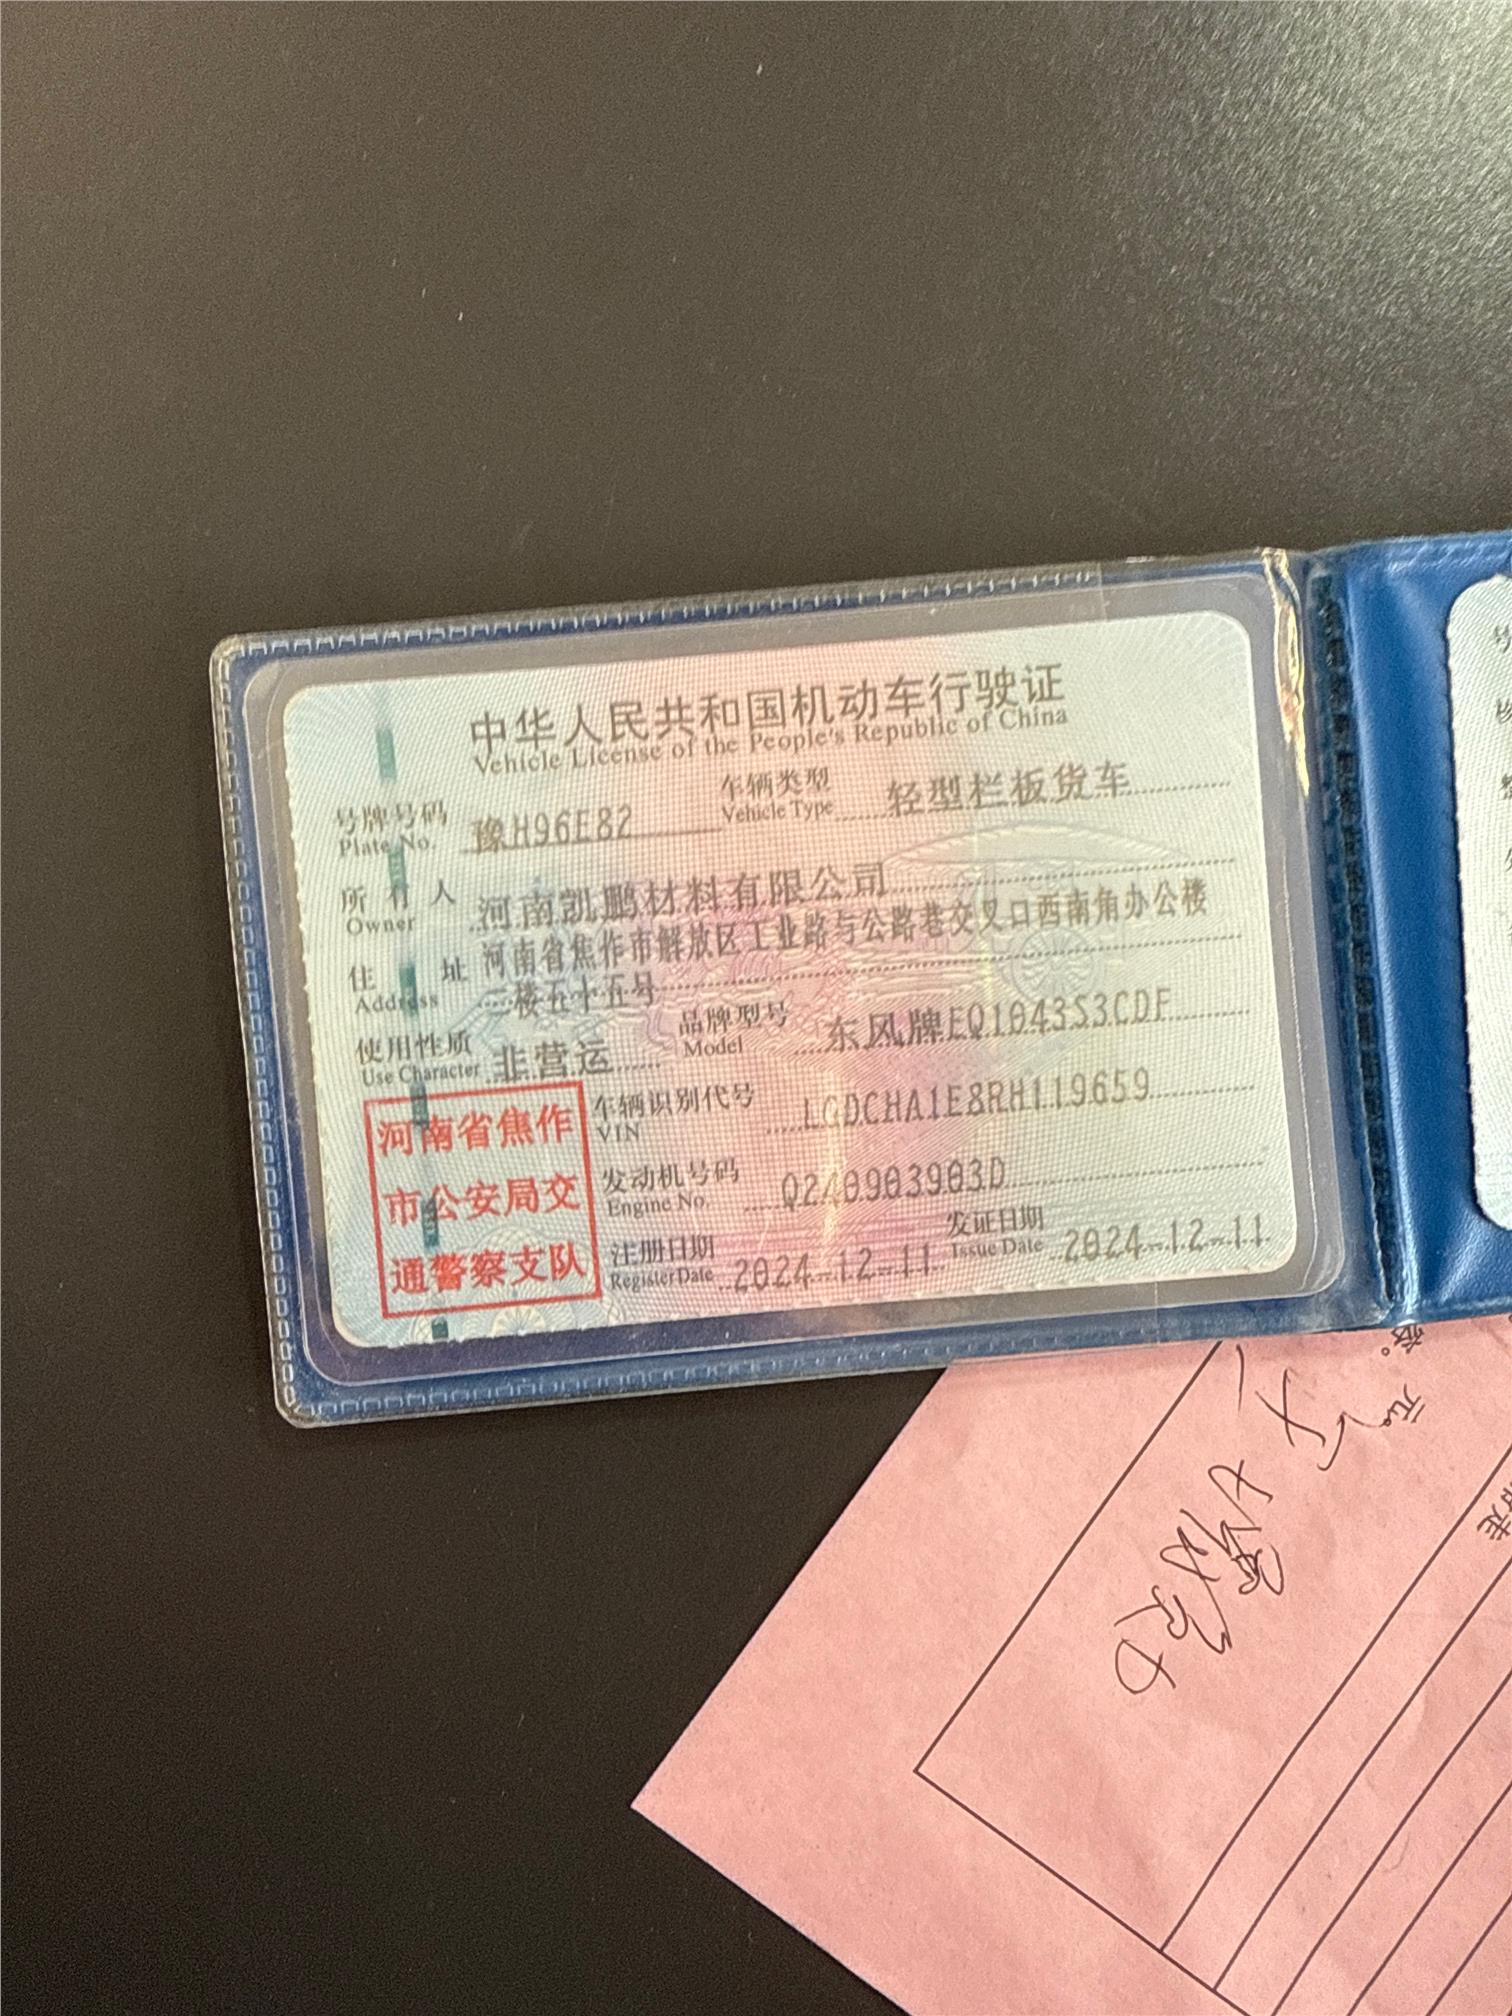 中华人民共和国机动车行驶证
Vehicle License of the People's Republic of China
号牌号码 豫H96E82 车辆类型 轻型栏板货车
Plate No. Vehicle Type
所有人 河南凯鹏材料有限公司
Owner
住址 河南省焦作市解放区工业路与公路巷交叉口西南角办公楼
Address 二楼五十五号
使用性质 非营运 品牌型号 东风牌EQ1043S3CDF
Use Character Model
河南省焦作
市公安局交
通警察支队
车辆识别代号 LGDCHA1E8RH119659
VIN
发动机号码 Q240903903D
Engine No.
注册日期 2024-12-11 发证日期 2024-12-11
Register Date Issue Date